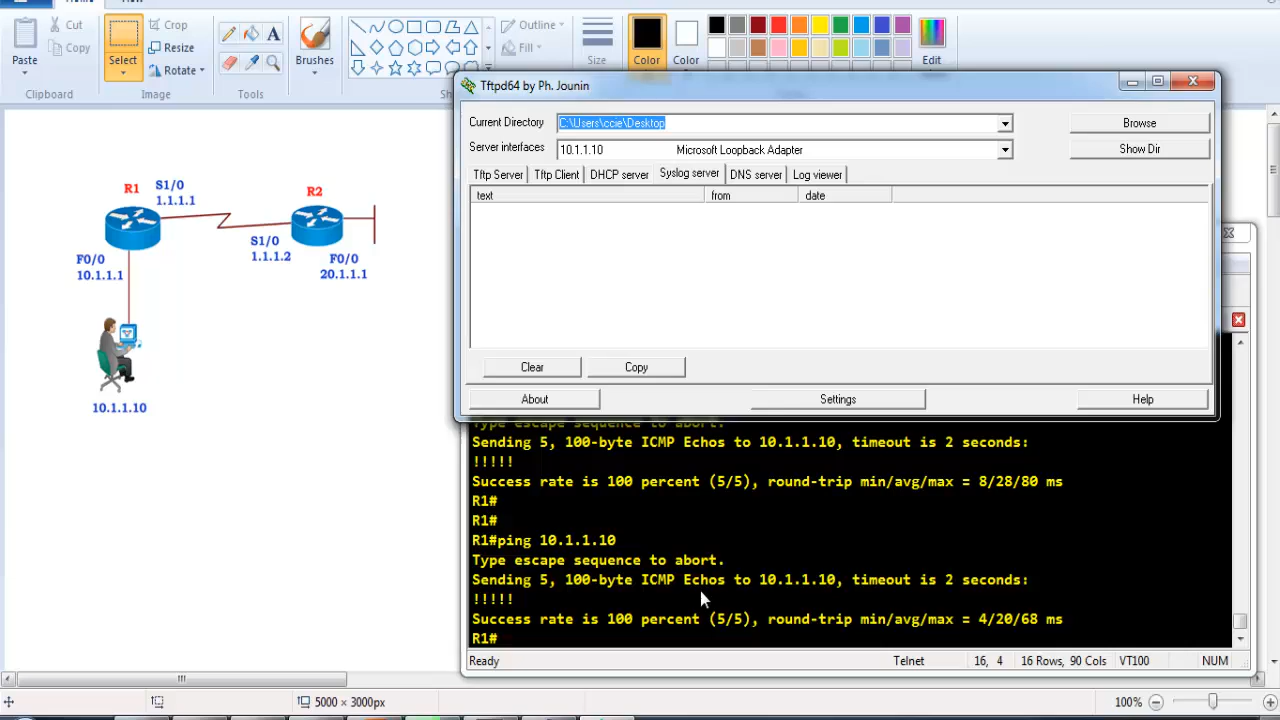 Paste
Cut
Copy
Clipboard
Select
Crop
Resize
Rotate
Image
Tools
Brushes
Outline
Fill
Size
Color
Color
Edit
Tftpd64 by Ph. Jounin
Current Directory C:\Users\ccie\Desktop Browse
Server interfaces 10.1.1.10 Microsoft Loopback Adapter Show Dir
Tftp Server Tftp Client DHCP server Syslog server DNS server Log viewer
text from date
Clear Copy
About Settings Help
R1
S1/0
1.1.1.1
R2
S1/0
1.1.1.2
F0/0
10.1.1.1
F0/0
20.1.1.1
10.1.1.10
Type escape sequence to abort.
Sending 5, 100-byte ICMP Echos to 10.1.1.10, timeout is 2 seconds:
!!!!!
Success rate is 100 percent (5/5), round-trip min/avg/max = 8/28/80 ms
R1#
R1#
R1#ping 10.1.1.10
Type escape sequence to abort.
Sending 5, 100-byte ICMP Echos to 10.1.1.10, timeout is 2 seconds:
!!!!!
Success rate is 100 percent (5/5), round-trip min/avg/max = 4/20/68 ms
R1#
Ready Telnet 16, 4 16 Rows, 90 Cols VT100 NUM
5000 × 3000px 100%